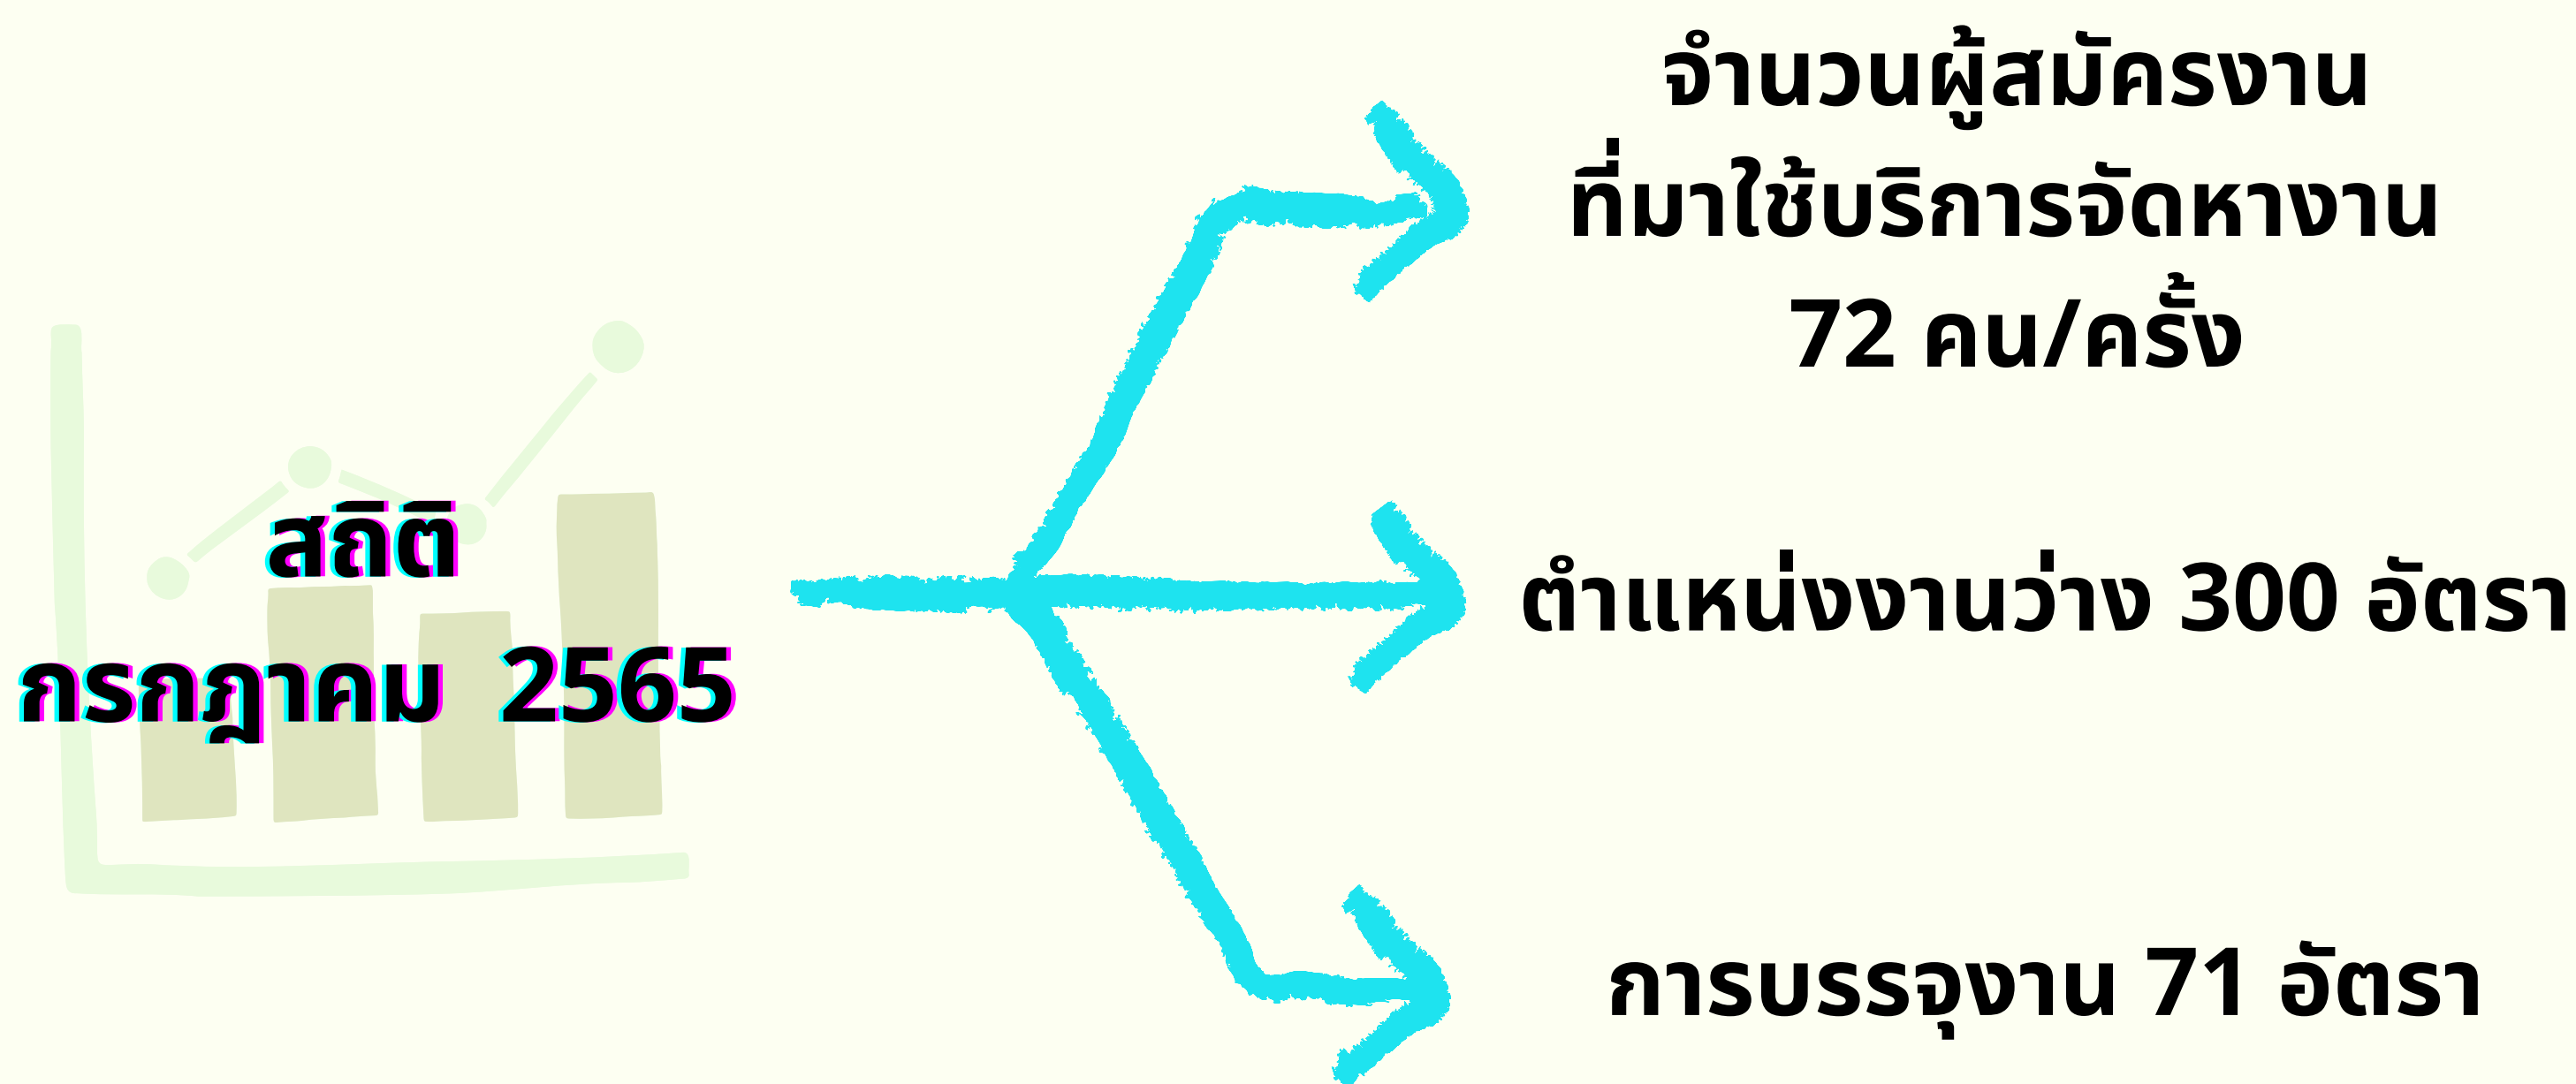 สถิติ
กรกฎาคม 2565
จำนวนผู้สมัครงาน
ที่มาใช้บริการจัดหางาน
72 คน/ครั้ง
ตำแหน่งงานว่าง 300 อัตรา
การบรรจุงาน 71 อัตรา